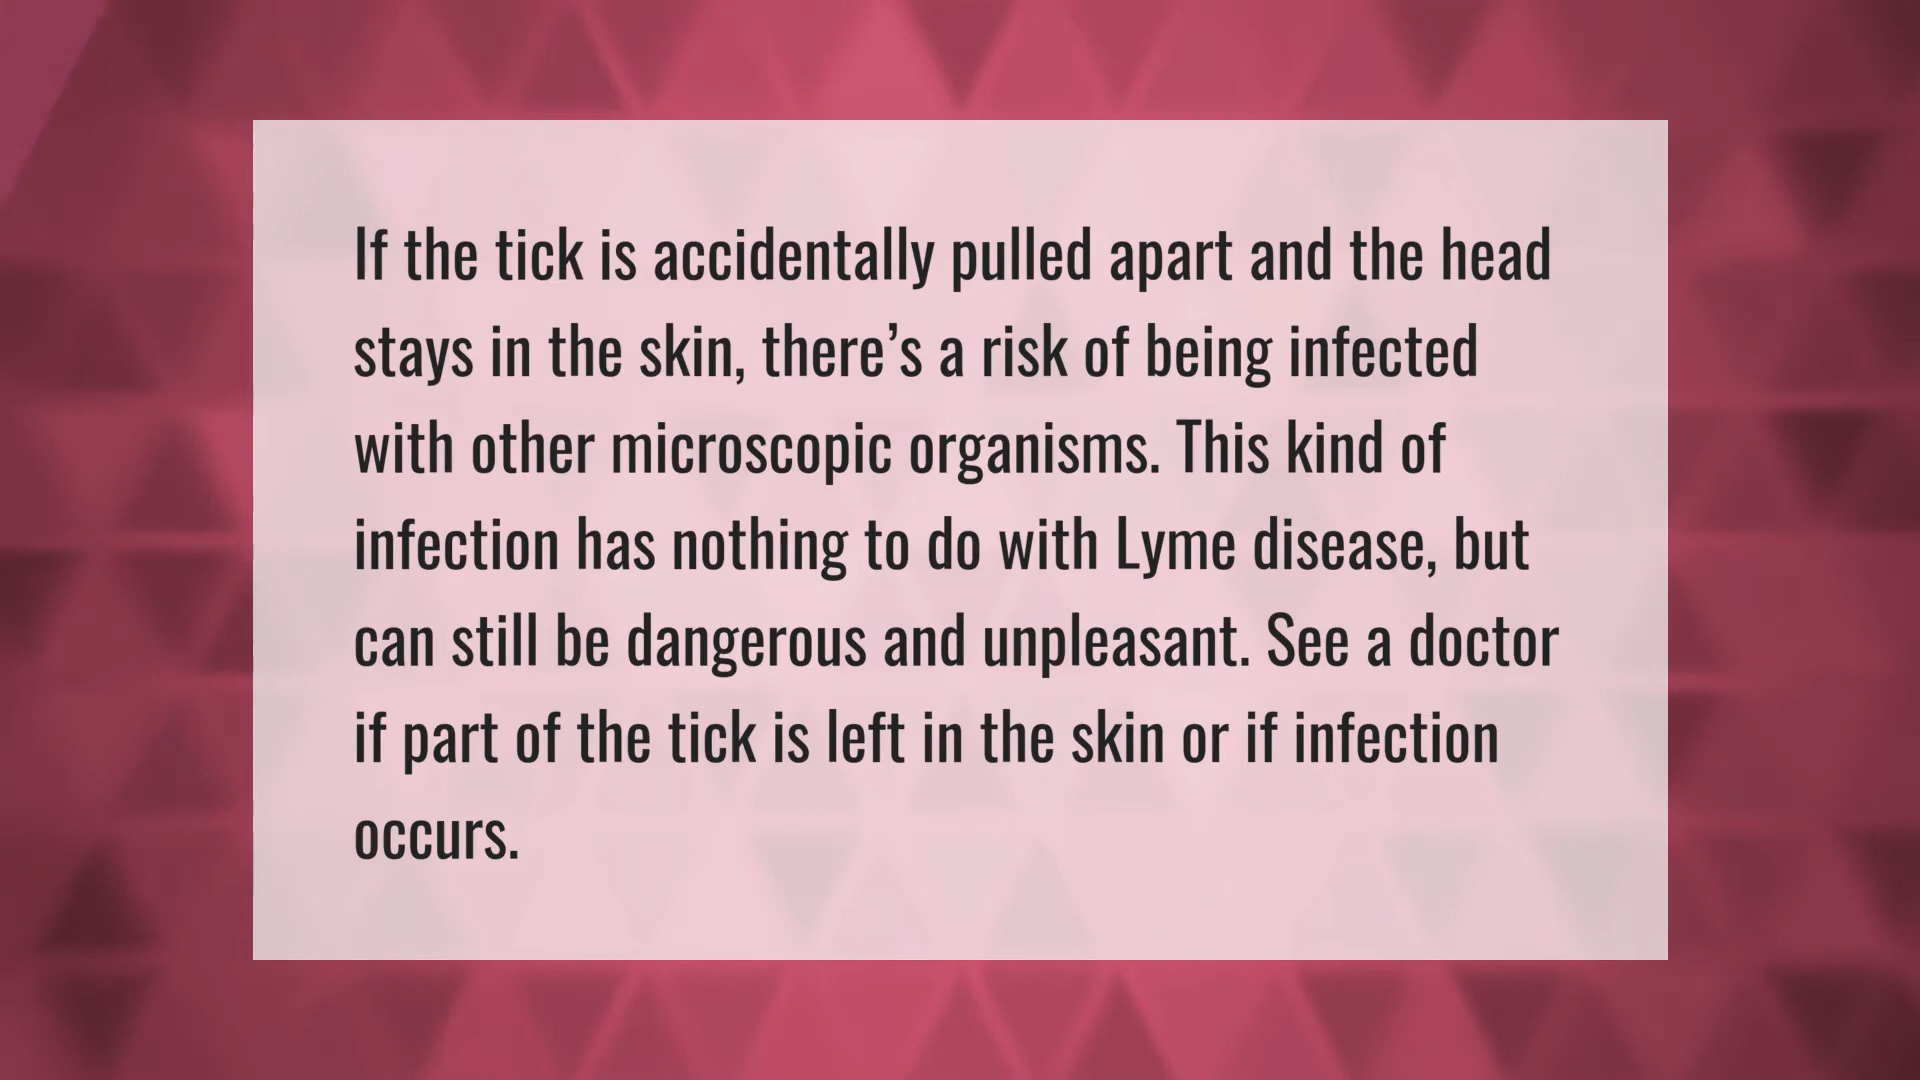 If the tick is accidentally pulled apart and the head
stays in the skin, there’s a risk of being infected
with other microscopic organisms. This kind of
infection has nothing to do with Lyme disease, but
can still be dangerous and unpleasant. See a doctor
if part of the tick is left in the skin or if infection
occurs.